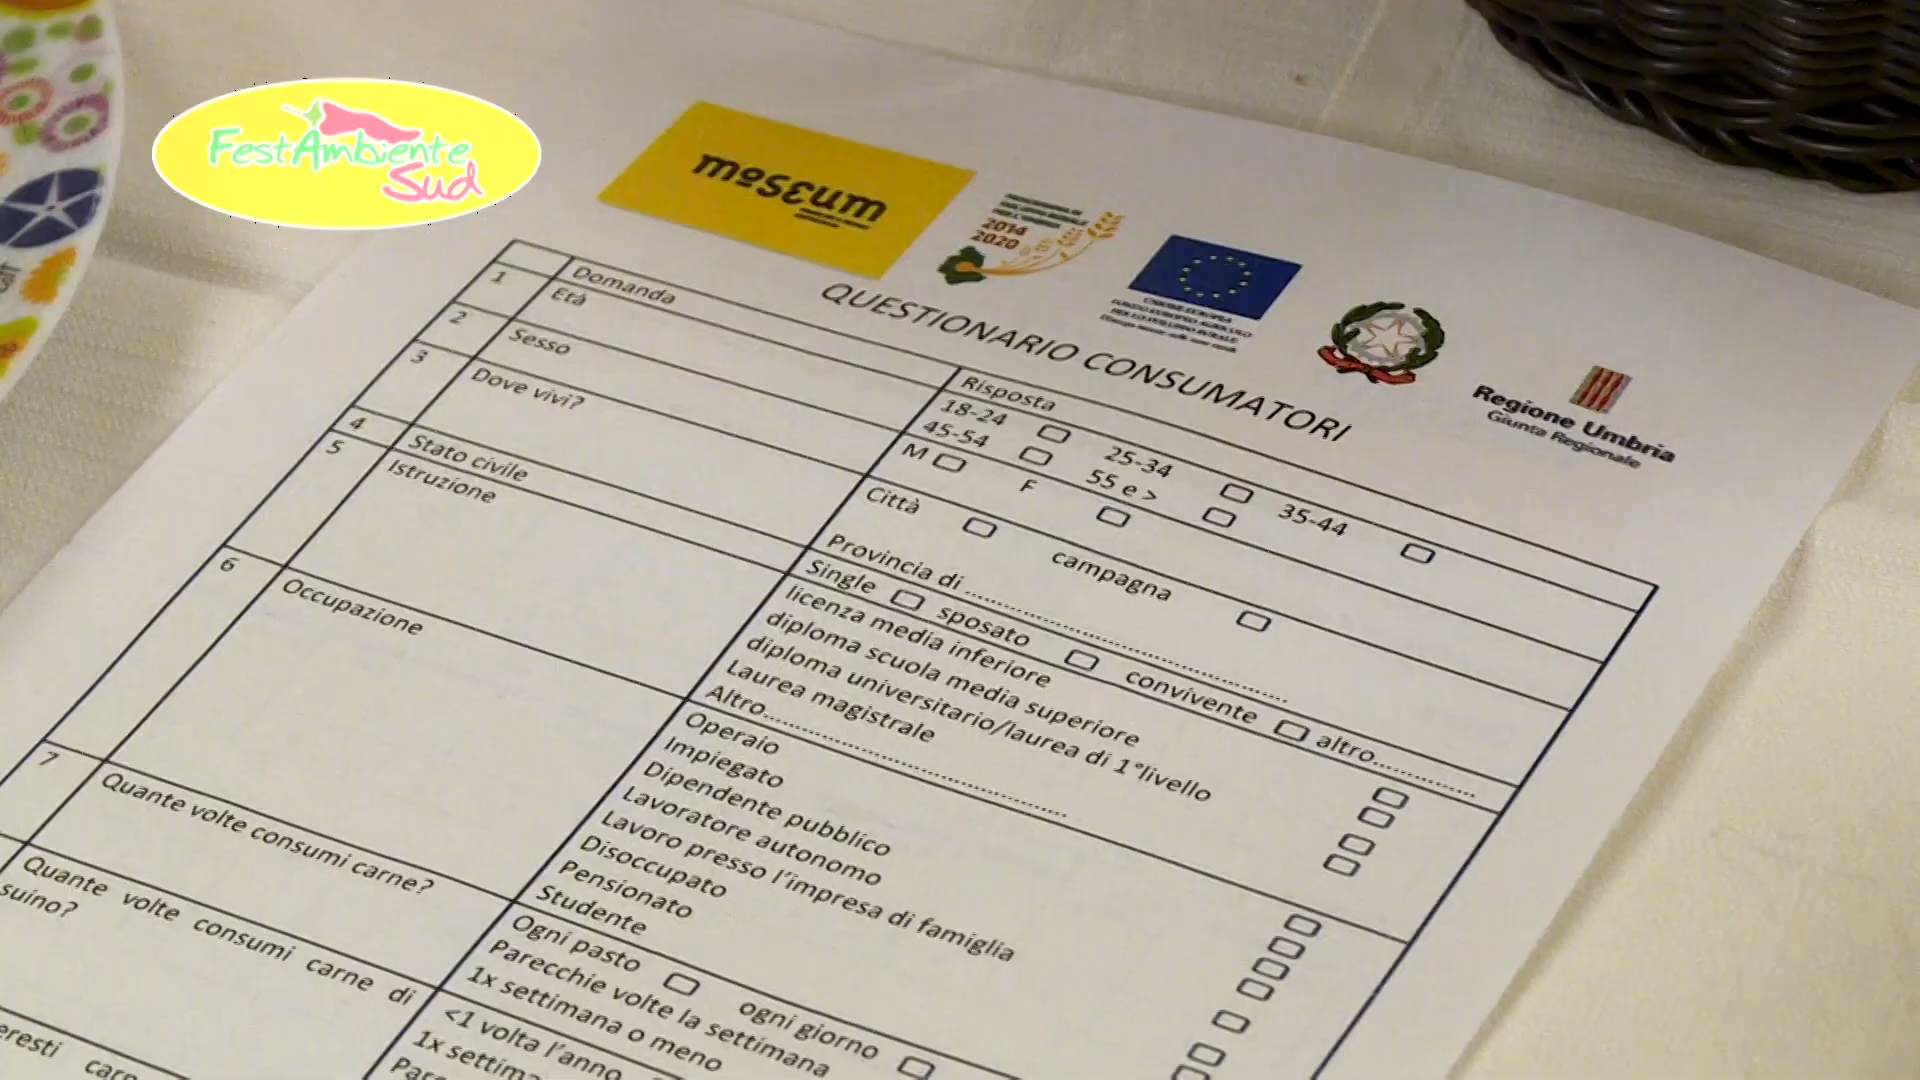 FestAmbiente
Sud
mosEum
2014
2020
Regione Umbria
Giunta Regionale
QUESTIONARIO CONSUMATORI
Domanda
Risposta
1
Età
18-24
25-34
35-44
45-54
55 e >
2
Sesso
M
F
3
Dove vivi?
Città
campagna
Provincia di
4
Stato civile
Single
sposato
convivente
altro
5
Istruzione
licenza media inferiore
diploma scuola media superiore
diploma universitario/laurea di 1°livello
Laurea magistrale
Altro
6
Occupazione
Operaio
Impiegato
Dipendente pubblico
Lavoratore autonomo
Lavoro presso l'impresa di famiglia
Disoccupato
Pensionato
Studente
7
Quante volte consumi carne?
Ogni pasto
ogni giorno
Parecchie volte la settimana
1x settimana o meno
Quante volte consumi carne di
suino?
<1 volta l'anno